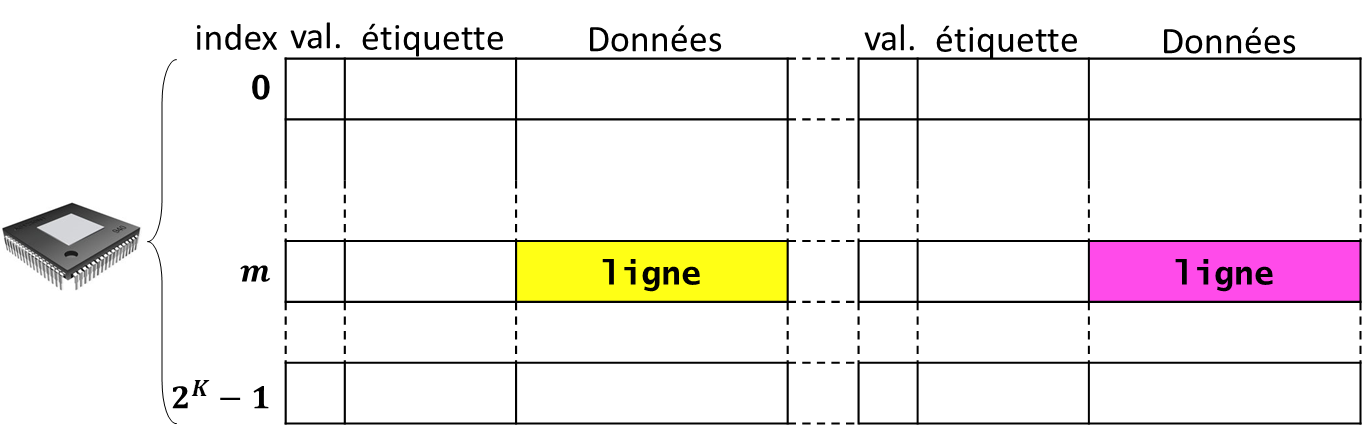 index val. étiquette Données val. étiquette Données
0
m ligne ligne
2^K − 1